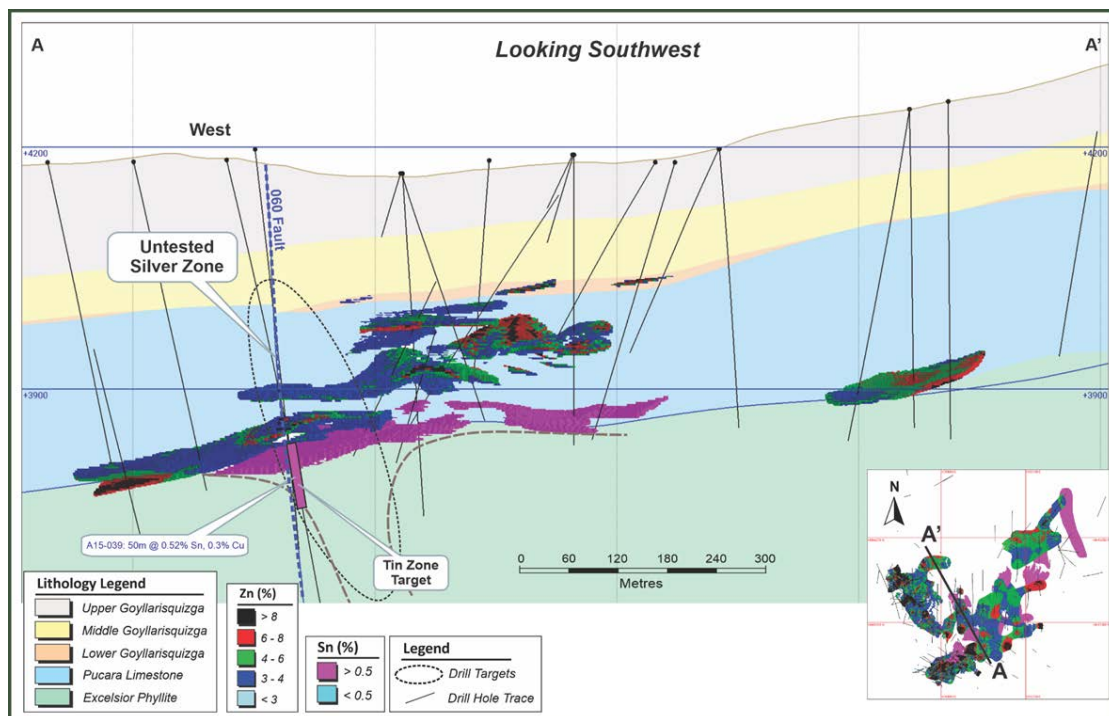 A
Looking Southwest
A'
West
+4200
+4200
060 Fault
Untested
Silver Zone
+3900
+3900
A15-039: 50m @ 0.52% Sn, 0.3% Cu
Tin Zone
Target
0 60 120 180 240 300
Metres
Lithology Legend
Upper Goyllarisquizga
Middle Goyllarisquizga
Lower Goyllarisquizga
Pucara Limestone
Excelsior Phyllite
Zn (%)
> 8
6 - 8
4 - 6
3 - 4
< 3
Sn (%)
> 0.5
< 0.5
Legend
Drill Targets
Drill Hole Trace
N
A'
A